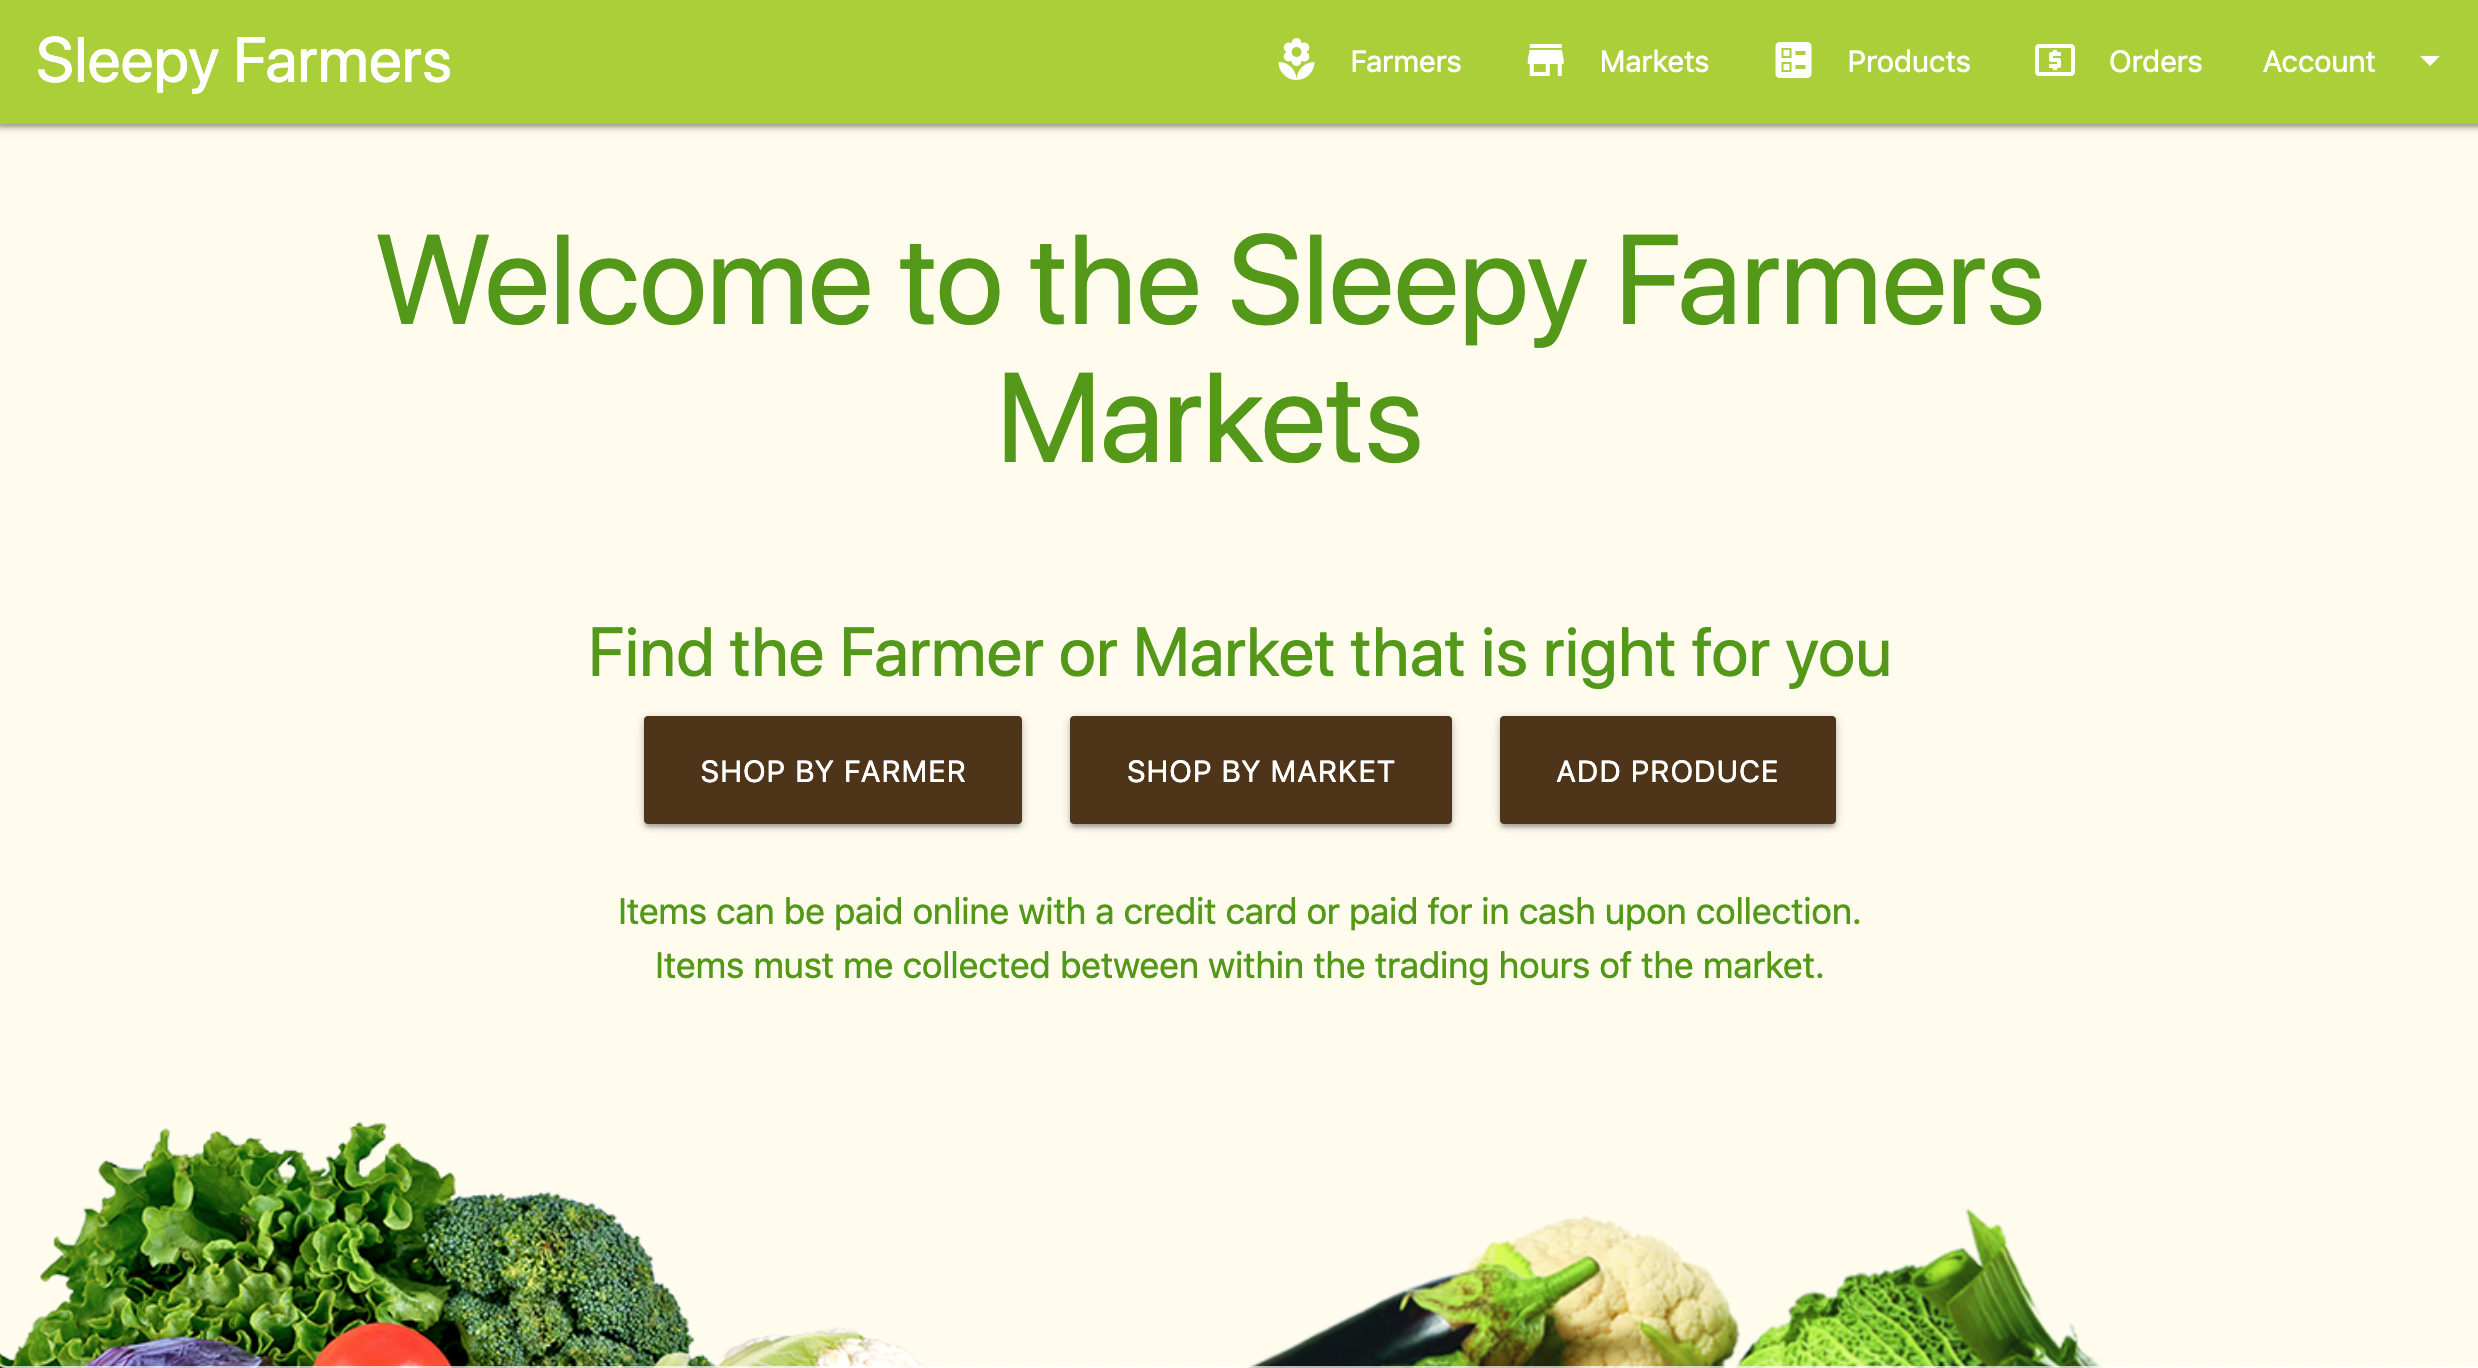 Sleepy Farmers
Farmers
Markets
Products
Orders
Account
Welcome to the Sleepy Farmers
Markets
Find the Farmer or Market that is right for you
SHOP BY FARMER
SHOP BY MARKET
ADD PRODUCE
Items can be paid online with a credit card or paid for in cash upon collection.
Items must me collected between within the trading hours of the market.